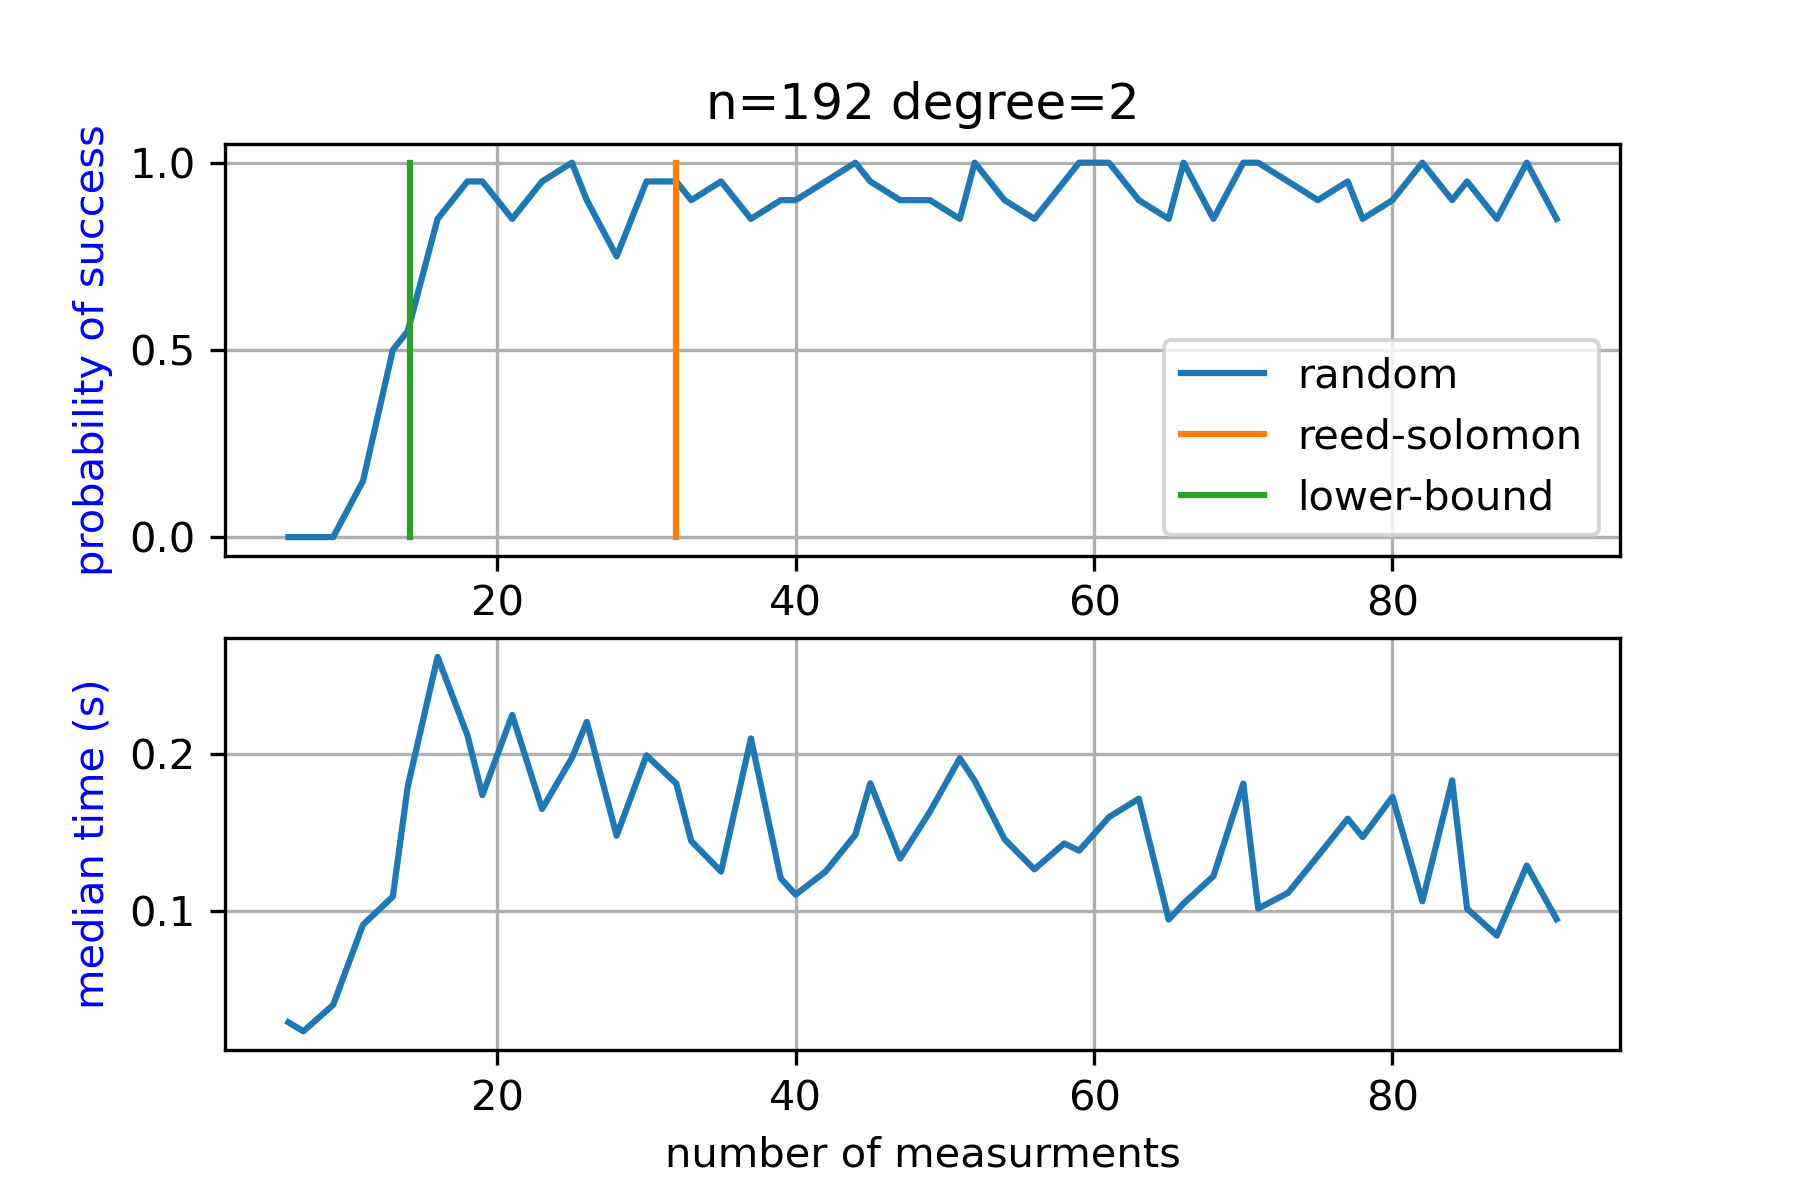 n=192 degree=2
probability of success
1.0
0.5
0.0
random
reed-solomon
lower-bound
20 40 60 80
median time (s)
0.2
0.1
20 40 60 80
number of measurments